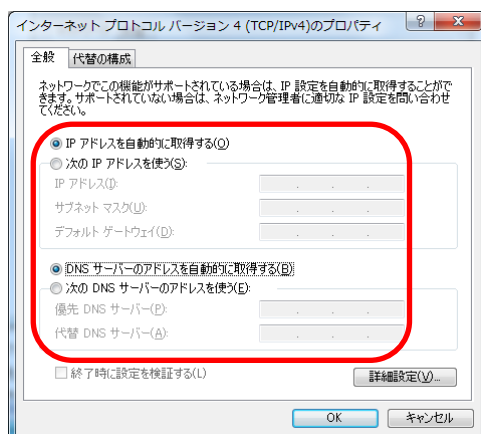 インターネット プロトコル バージョン 4 (TCP/IPv4)のプロパティ
全般
代替の構成
ネットワークでこの機能がサポートされている場合は、IP 設定を自動的に取得することがで
きます。サポートされていない場合は、ネットワーク管理者に適切な IP 設定を問い合わせ
てください。
IP アドレスを自動的に取得する(O)
次の IP アドレスを使う(S):
IP アドレス(I):
サブネット マスク(U):
デフォルト ゲートウェイ(D):
DNS サーバーのアドレスを自動的に取得する(B)
次の DNS サーバーのアドレスを使う(E):
優先 DNS サーバー(P):
代替 DNS サーバー(A):
終了時に設定を検証する(L)
詳細設定(V)...
OK
キャンセル